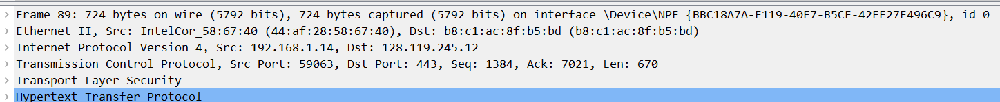 Frame 89: 724 bytes on wire (5792 bits), 724 bytes captured (5792 bits) on interface \Device\NPF_{BBC18A7A-F119-40E7-B5CE-42FE27E496C9}, id 0
Ethernet II, Src: IntelCor_58:67:40 (44:af:28:58:67:40), Dst: b8:c1:ac:8f:b5:bd (b8:c1:ac:8f:b5:bd)
Internet Protocol Version 4, Src: 192.168.1.14, Dst: 128.119.245.12
Transmission Control Protocol, Src Port: 59063, Dst Port: 443, Seq: 1384, Ack: 7021, Len: 670
Transport Layer Security
Hypertext Transfer Protocol